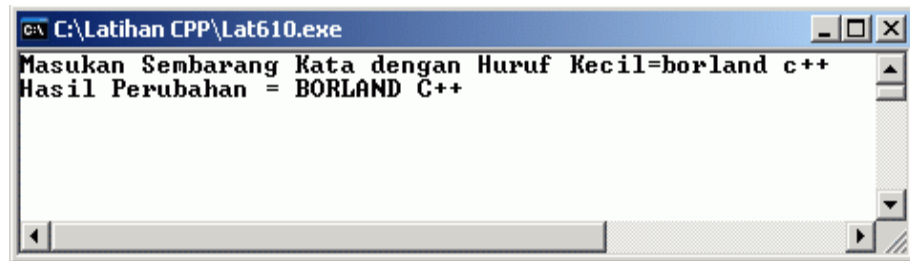 C:\Latihan CPP\Lat610.exe
Masukan Sembarang Kata dengan Huruf Kecil=borland c++
Hasil Perubahan = BORLAND C++